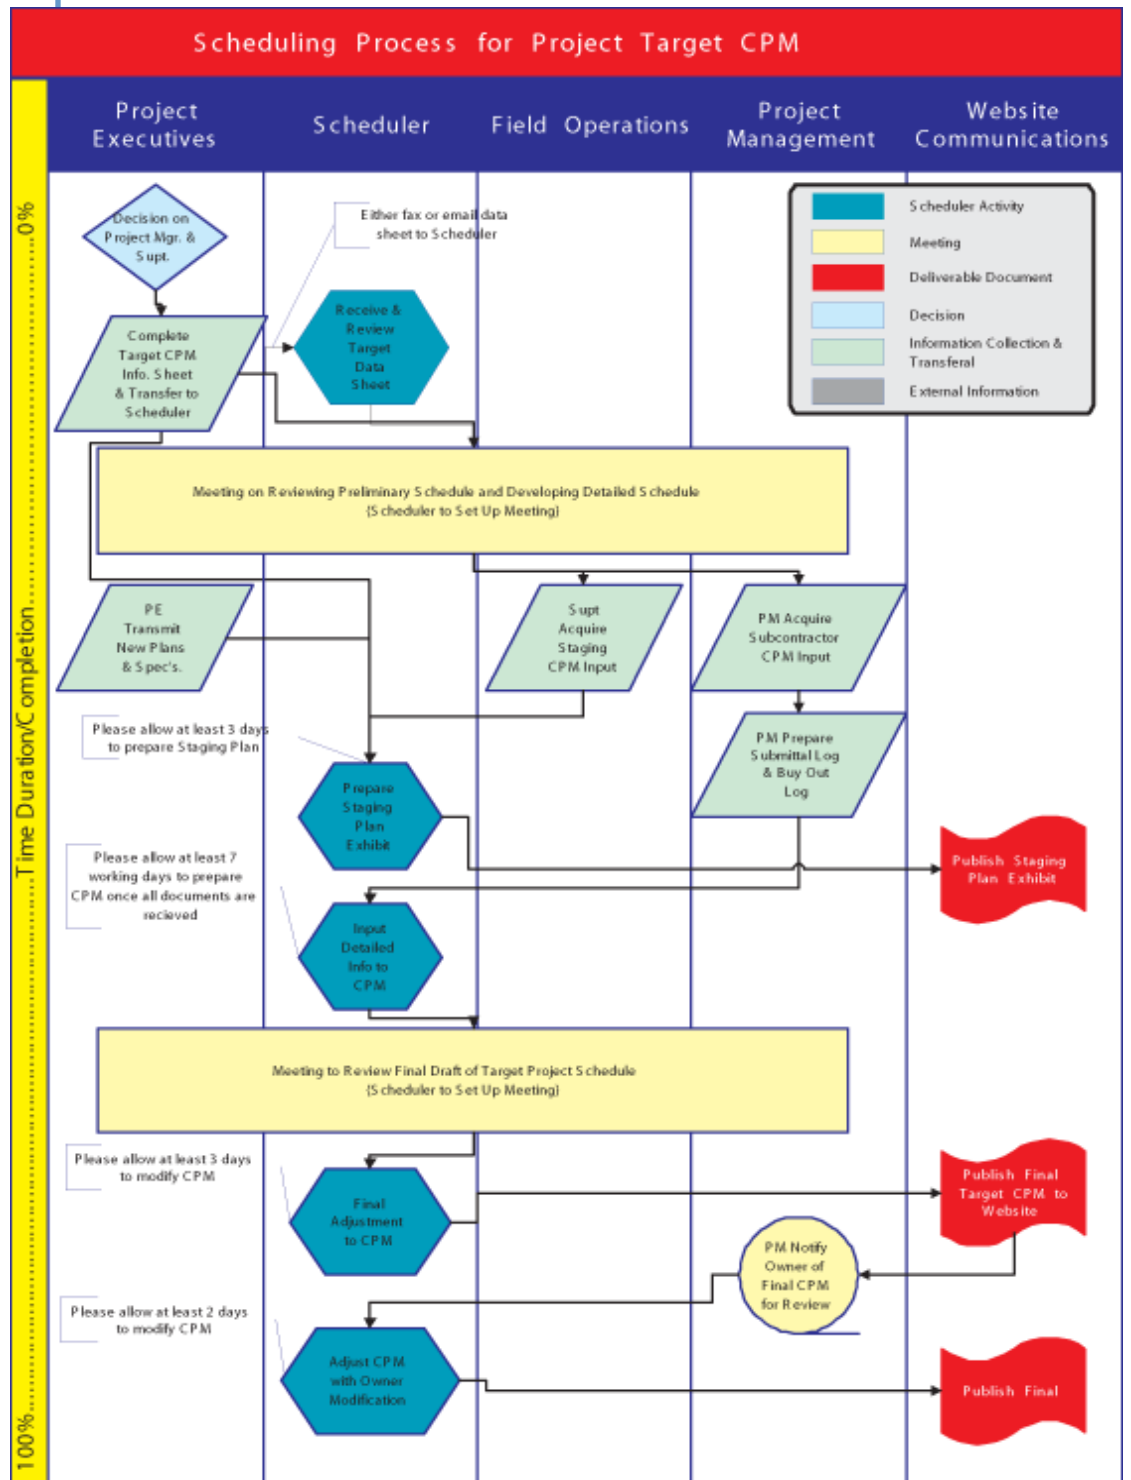 Scheduling Process for Project Target CPM
Project
Executives
Scheduler
Field Operations
Project
Management
Website
Communications
100%..........Time Duration/Completion..........0%
Decision on
Project Mgr. &
Supt.
Either fax or email data
sheet to Scheduler
Scheduler Activity
Meeting
Deliverable Document
Decision
Information Collection &
Transferal
External Information
Complete
Target CPM
Info. Sheet
& Transfer to
Scheduler
Receive &
Review
Target
Data
Sheet
Meeting on Reviewing Preliminary Schedule and Developing Detailed Schedule
(Scheduler to Set Up Meeting)
PE
Transmit
New Plans
& Spec's.
Supt
Acquire
Staging
CPM Input
PM Acquire
Subcontractor
CPM Input
Please allow at least 3 days
to prepare Staging Plan
PM Prepare
Submittal Log
& Buy Out
Log
Prepare
Staging
Plan
Exhibit
Please allow at least 7
working days to prepare
CPM once all documents are
recieved
Publish Staging
Plan Exhibit
Input
Detailed
Info to
CPM
Meeting to Review Final Draft of Target Project Schedule
(Scheduler to Set Up Meeting)
Please allow at least 3 days
to modify CPM
Final
Adjustment
to CPM
Publish Final
Target CPM to
Website
PM Notify
Owner of
Final CPM
for Review
Please allow at least 2 days
to modify CPM
Adjust CPM
with Owner
Modification
Publish Final